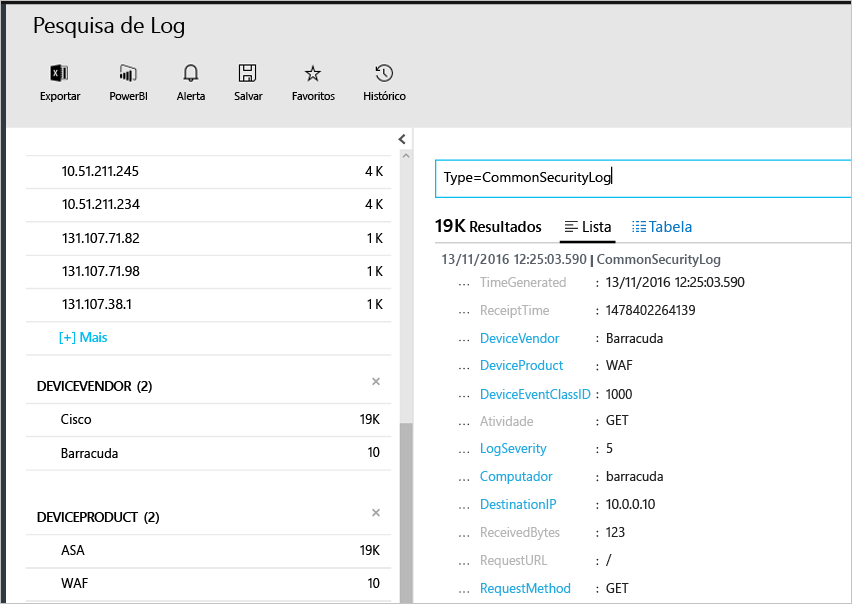 Pesquisa de Log
Exportar PowerBI Alerta Salvar Favoritos Histórico
10.51.211.245 4 K
10.51.211.234 4 K
131.107.71.82 1 K
131.107.71.98 1 K
131.107.38.1 1 K
[+] Mais
DEVICEVENDOR (2)
Cisco 19K
Barracuda 10
DEVICEPRODUCT (2)
ASA 19K
WAF 10
Type=CommonSecurityLog
19K Resultados Lista Tabela
13/11/2016 12:25:03.590 | CommonSecurityLog
... TimeGenerated : 13/11/2016 12:25:03.590
... ReceiptTime : 1478402264139
... DeviceVendor : Barracuda
... DeviceProduct : WAF
... DeviceEventClassID : 1000
... Atividade : GET
... LogSeverity : 5
... Computador : barracuda
... DestinationIP : 10.0.0.10
... ReceivedBytes : 123
... RequestURL : /
... RequestMethod : GET